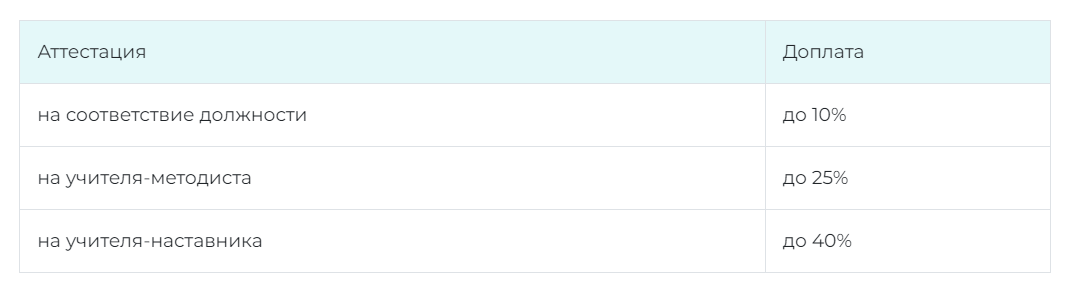 Аттестация Доплата
на соответствие должности до 10%
на учителя-методиста до 25%
на учителя-наставника до 40%